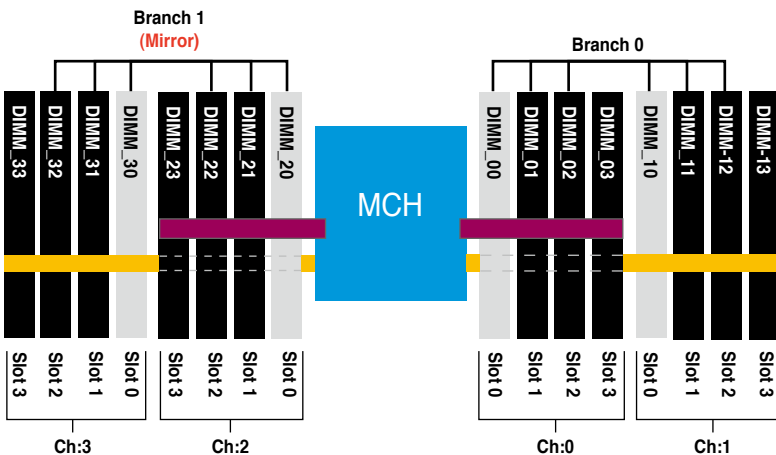 Branch 1
(Mirror)
Branch 0
DIMM_33
DIMM_32
DIMM_31
DIMM_30
DIMM_23
DIMM_22
DIMM_21
DIMM_20
MCH
DIMM_00
DIMM_01
DIMM_02
DIMM_03
DIMM_10
DIMM_11
DIMM-12
DIMM-13
Slot 3
Slot 2
Slot 1
Slot 0
Slot 3
Slot 2
Slot 1
Slot 0
Slot 0
Slot 1
Slot 2
Slot 3
Slot 0
Slot 1
Slot 2
Slot 3
Ch:3
Ch:2
Ch:0
Ch:1